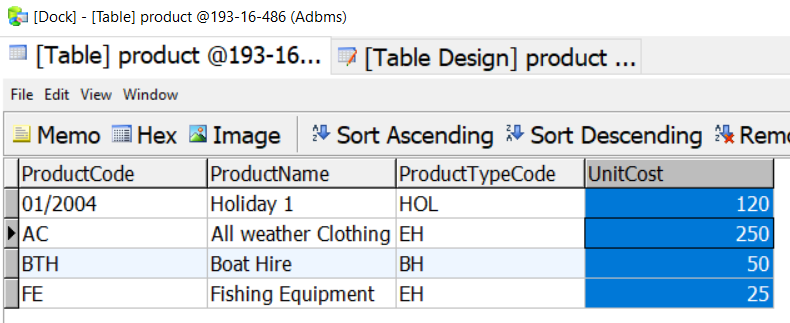 [Dock] - [Table] product @193-16-486 (Adbms)
[Table] product @193-16... [Table Design] product ...
File Edit View Window
Memo Hex Image Sort Ascending Sort Descending Remo
ProductCode ProductName ProductTypeCode UnitCost
01/2004 Holiday 1 HOL 120
AC All weather Clothing EH 250
BTH Boat Hire BH 50
FE Fishing Equipment EH 25